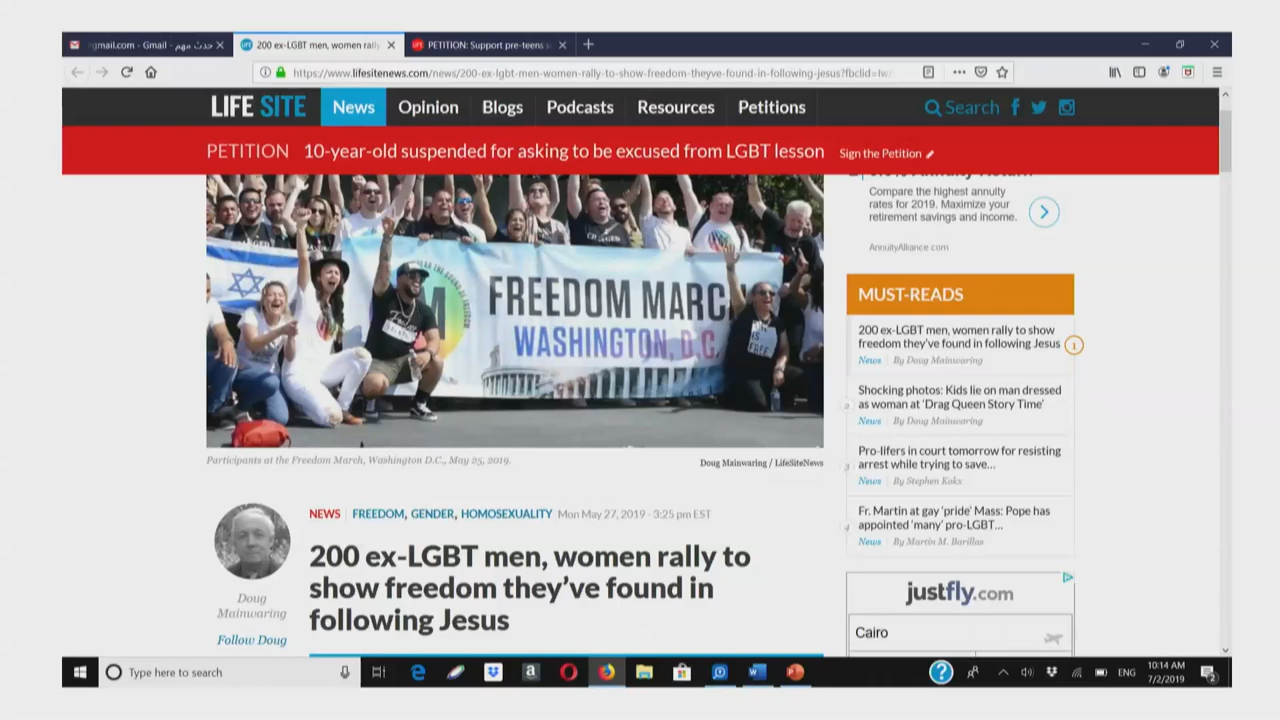 gmail.com - Gmail - حدث مهم
200 ex-LGBT men, women rally
PETITION: Support pre-teens s
https://www.lifesitenews.com/news/200-ex-lgbt-men-women-rally-to-show-freedom-theyve-found-in-following-jesus?fbclid=Iw
LIFE SITE
News
Opinion
Blogs
Podcasts
Resources
Petitions
Search
PETITION 10-year-old suspended for asking to be excused from LGBT lesson Sign the Petition
FREEDOM MARC
WASHINGTON, D.C.
CHANGED
IS
FREE
Participants at the Freedom March, Washington D.C., May 25, 2019.
Doug Mainwaring / LifeSiteNews
NEWS FREEDOM, GENDER, HOMOSEXUALITY Mon May 27, 2019 - 3:25 pm EST
200 ex-LGBT men, women rally to
show freedom they've found in
following Jesus
Doug
Mainwaring
Follow Doug
Compare the highest annuity
rates for 2019. Maximize your
retirement savings and income.
AnnuityAlliance.com
MUST-READS
200 ex-LGBT men, women rally to show
freedom they've found in following Jesus
1
News By Doug Mainwaring
Shocking photos: Kids lie on man dressed
as woman at 'Drag Queen Story Time'
2
News By Doug Mainwaring
Pro-lifers in court tomorrow for resisting
arrest while trying to save...
3
News By Stephen Kokx
Fr. Martin at gay 'pride' Mass: Pope has
appointed 'many' pro-LGBT...
4
News By Martin M. Barillas
justfly.com
Cairo
Type here to search
ENG
10:14 AM
7/2/2019
2